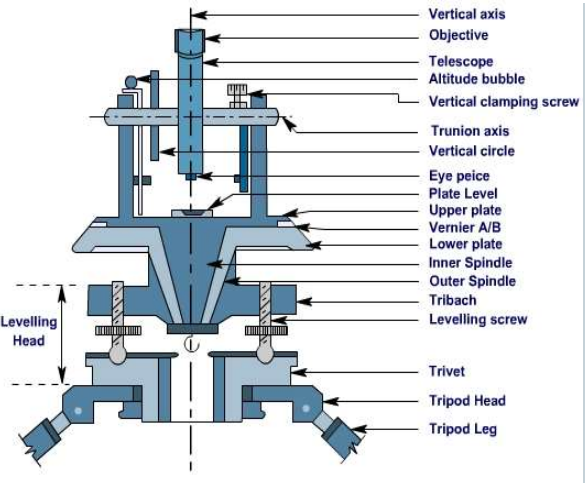 Vertical axis
Objective
Telescope
Altitude bubble
Vertical clamping screw
Trunion axis
Vertical circle
Eye peice
Plate Level
Upper plate
Vernier A/B
Lower plate
Inner Spindle
Outer Spindle
Tribach
Levelling screw
Levelling
Head
Trivet
Tripod Head
Tripod Leg